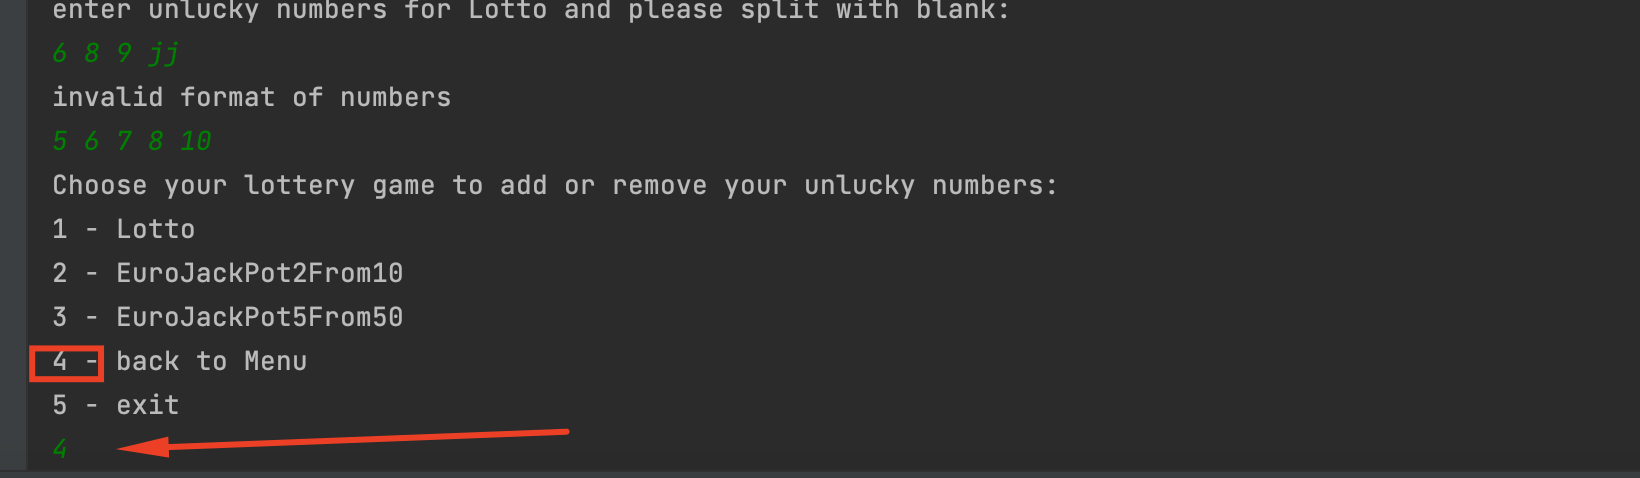 enter unlucky numbers for Lotto and please split with blank:
6 8 9 jj
invalid format of numbers
5 6 7 8 10
Choose your lottery game to add or remove your unlucky numbers:
1 - Lotto
2 - EuroJackPot2From10
3 - EuroJackPot5From50
4 - back to Menu
5 - exit
4